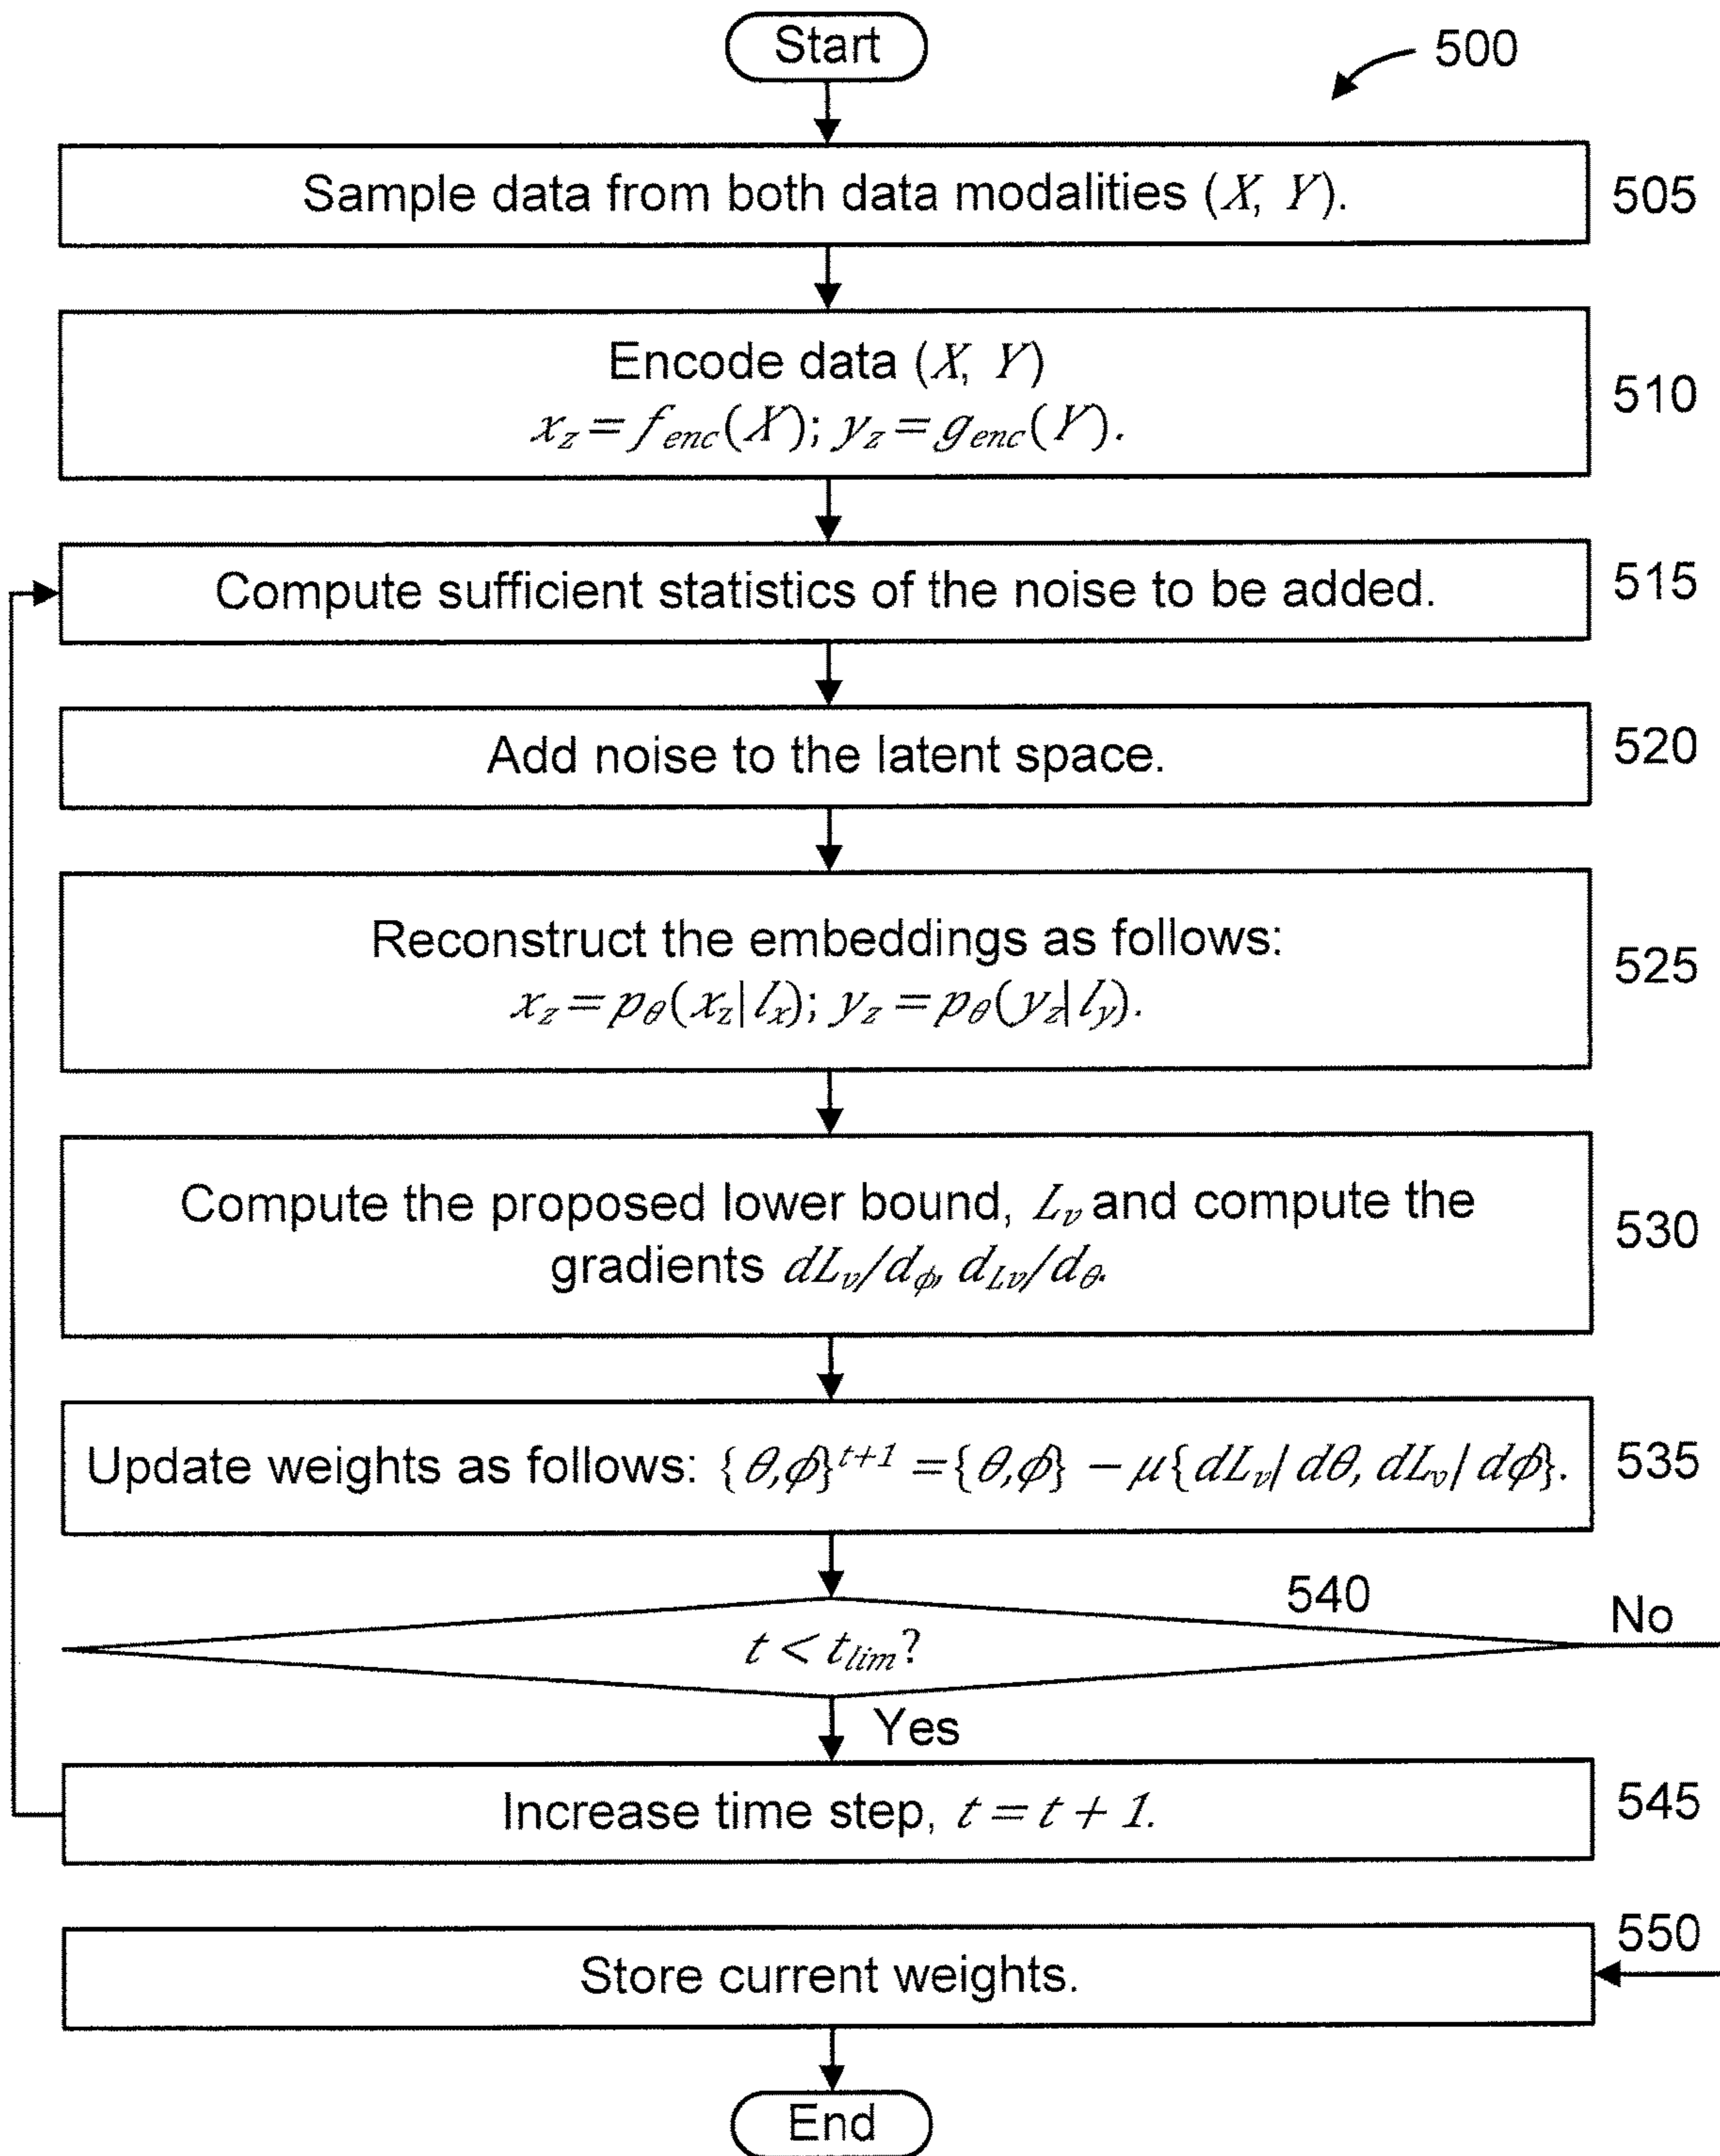 Start
500
Sample data from both data modalities (X, Y).
505
Encode data (X, Y)
x_z = f_enc(X); y_z = g_enc(Y).
510
Compute sufficient statistics of the noise to be added.
515
Add noise to the latent space.
520
Reconstruct the embeddings as follows:
x_z = p_θ(x_z|l_x); y_z = p_θ(y_z|l_y).
525
Compute the proposed lower bound, L_v and compute the
gradients dL_v/d_ϕ, d_Lv/d_θ.
530
Update weights as follows: {θ,ϕ}^t+1 = {θ,ϕ} − μ{dL_v| dθ, dL_v| dϕ}.
535
540
No
t < t_lim?
Yes
Increase time step, t = t + 1.
545
550
Store current weights.
End